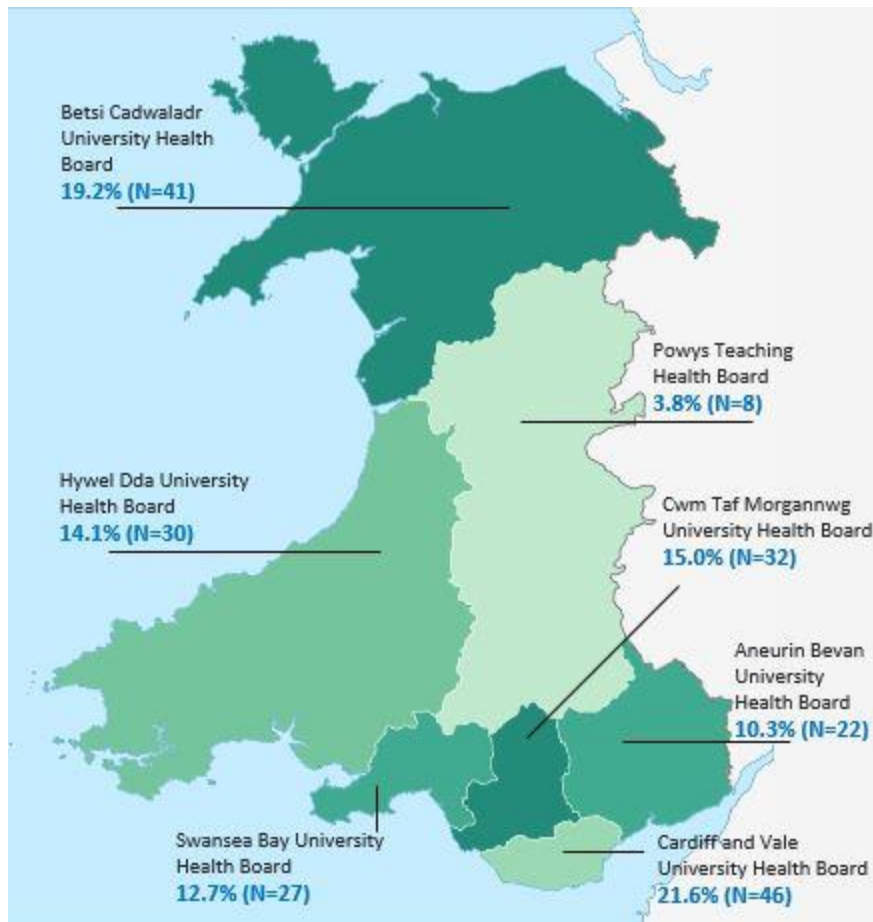 Betsi Cadwaladr
University Health
Board
19.2% (N=41)
Powys Teaching
Health Board
3.8% (N=8)
Hywel Dda University
Health Board
14.1% (N=30)
Cwm Taf Morgannwg
University Health Board
15.0% (N=32)
Aneurin Bevan
University
Health Board
10.3% (N=22)
Swansea Bay University
Health Board
12.7% (N=27)
Cardiff and Vale
University Health Board
21.6% (N=46)